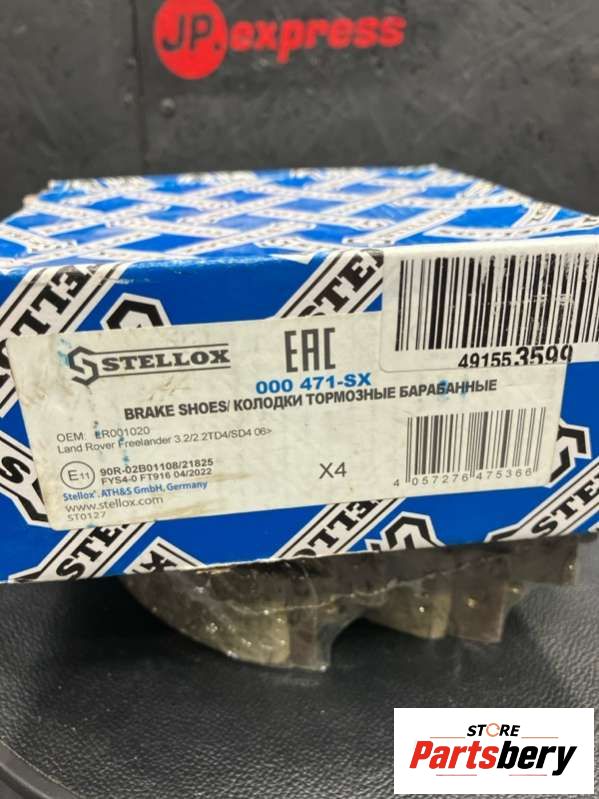 JP.express
STELLOX
EAC
49155 3599
000 471-SX
BRAKE SHOES/ КОЛОДКИ ТОРМОЗНЫЕ БАРАБАННЫЕ
OEM: LR001020
Land Rover Freelander 3.2/2.2TD4/SD4 06>
E11
90R-02B01108/21825
FYS4-0 FT916 04/2022
X4
4 057276 475366
Stellox, ATH&S GmbH, Germany
www.stellox.com
ST0127
STELLOX
STORE
Partsbery